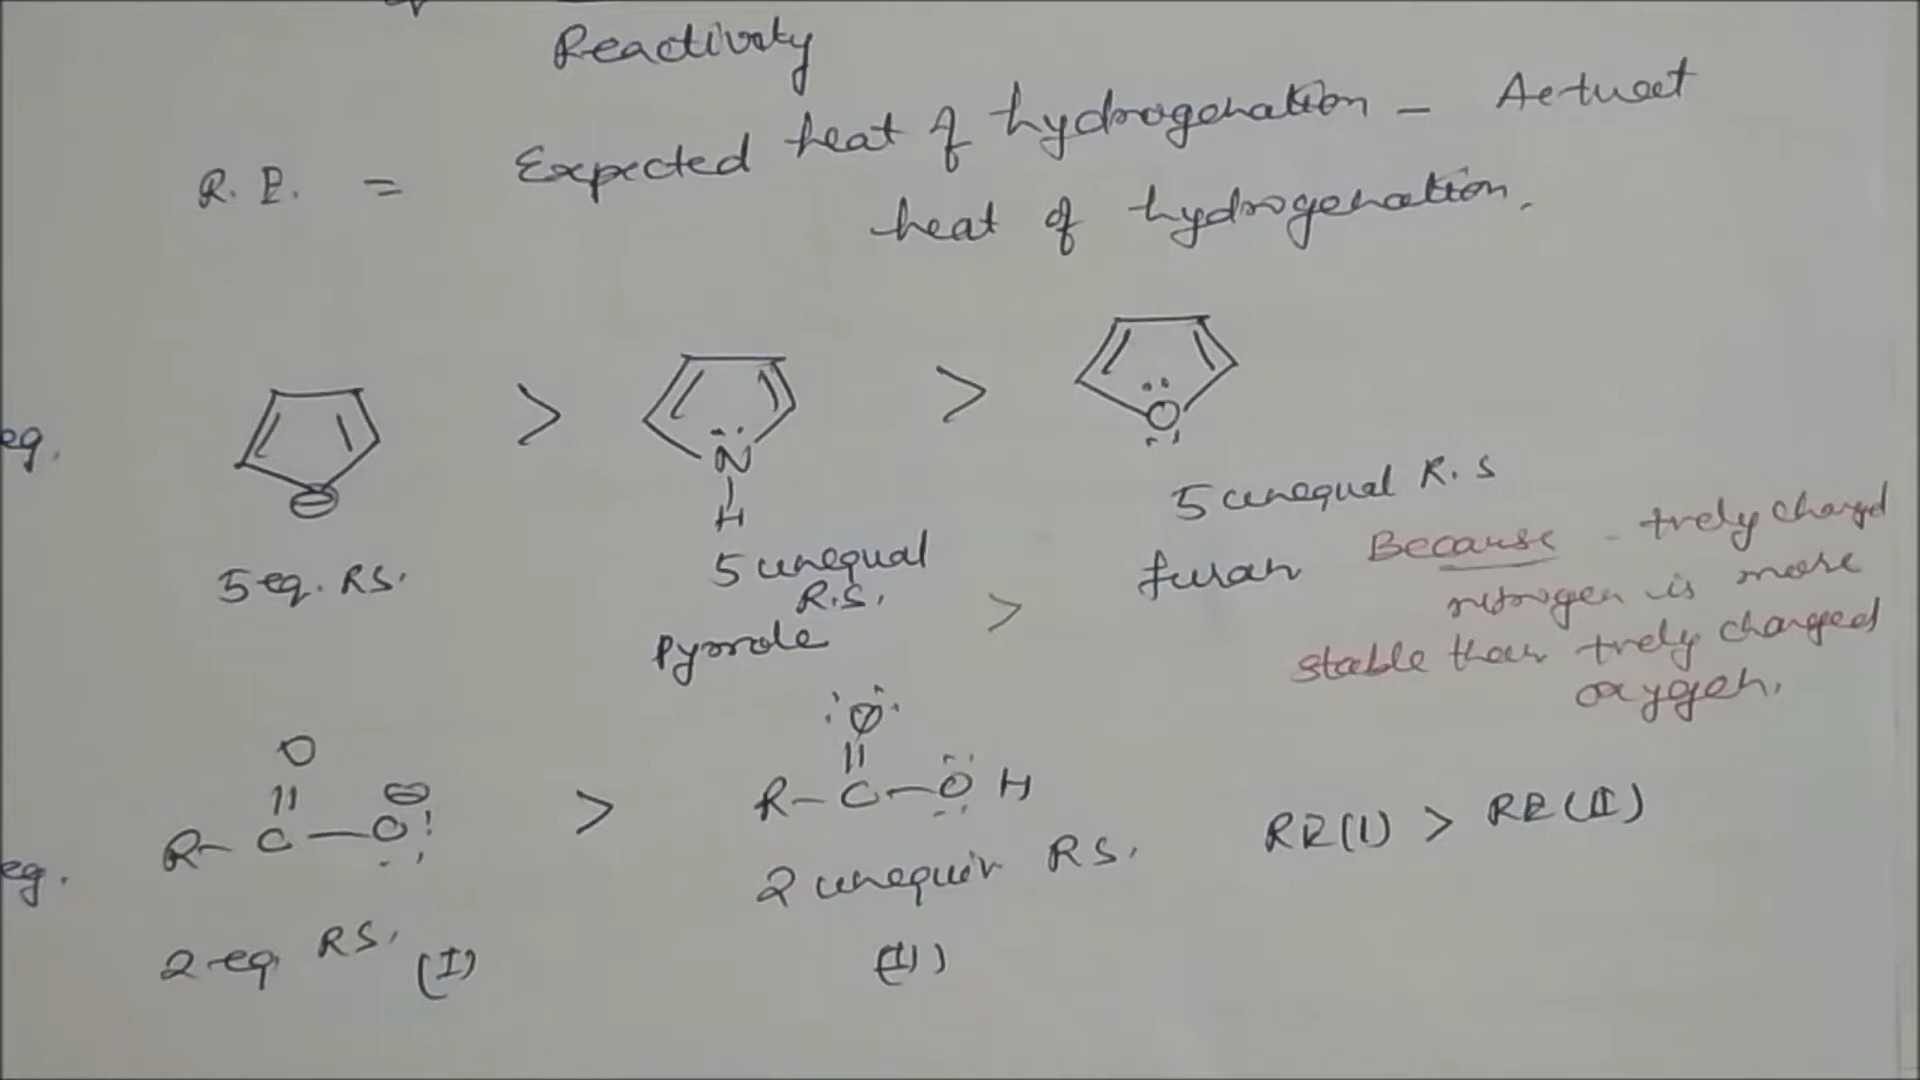 Reactivity
R.E. = Expected heat of hydrogenation – Actual
heat of hydrogenation.
eg. > >
N
H
O
5 eq. RS.
5 unequal
R.S.
5 unequal R.S
Pyrrole > furan
Because +vely charged
nitrogen is more
stable than +vely charged
oxygen.
eg. R-C-O > R-C-OH RE(I) > RE(II)
O O
2 eq. RS. (I)
2 unequiv RS.
(II)